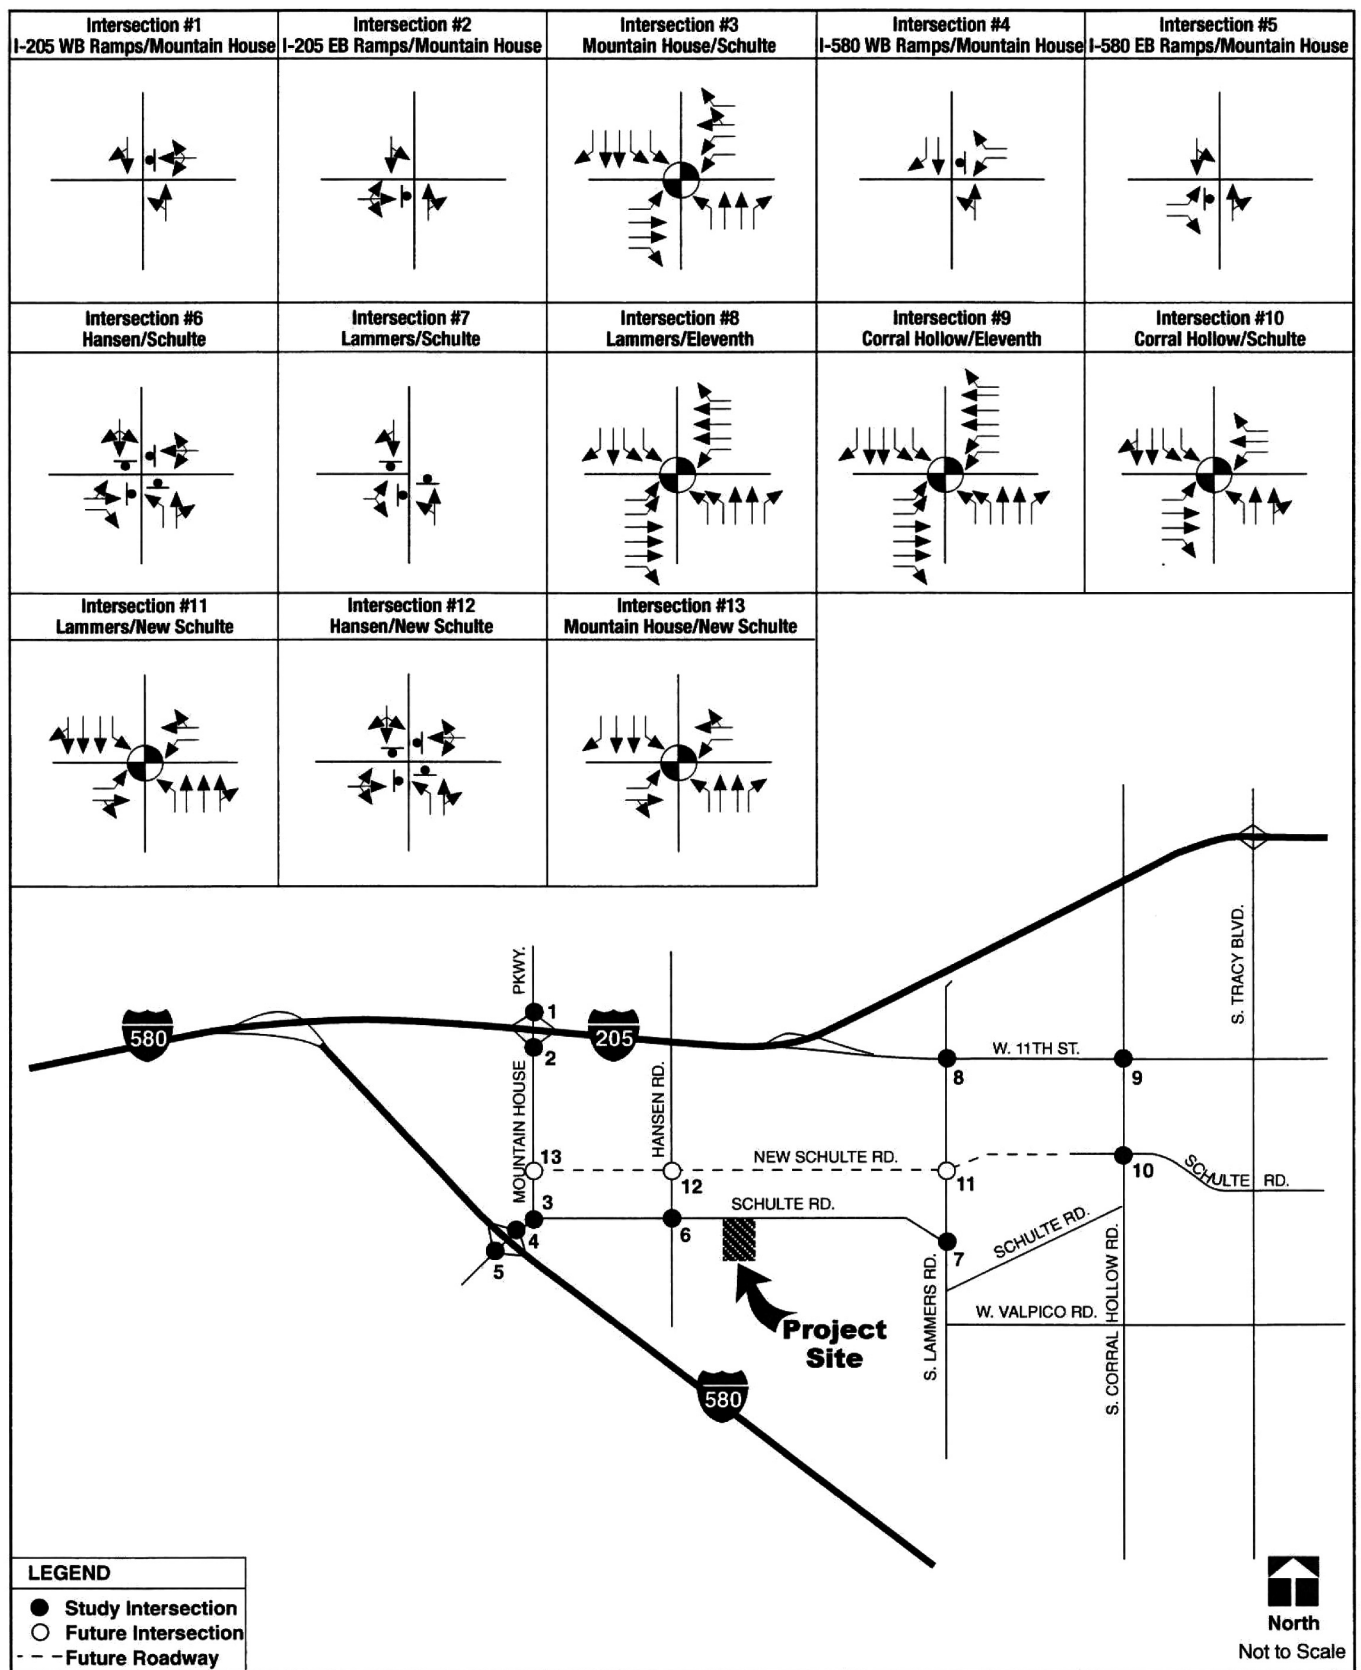 Intersection #1
I-205 WB Ramps/Mountain House
Intersection #2
I-205 EB Ramps/Mountain House
Intersection #3
Mountain House/Schulte
Intersection #4
I-580 WB Ramps/Mountain House
Intersection #5
I-580 EB Ramps/Mountain House
Intersection #6
Hansen/Schulte
Intersection #7
Lammers/Schulte
Intersection #8
Lammers/Eleventh
Intersection #9
Corral Hollow/Eleventh
Intersection #10
Corral Hollow/Schulte
Intersection #11
Lammers/New Schulte
Intersection #12
Hansen/New Schulte
Intersection #13
Mountain House/New Schulte
S. TRACY BLVD.
MOUNTAIN HOUSE PKWY.
1
580
205
2
HANSEN RD.
W. 11TH ST.
8
9
13
NEW SCHULTE RD.
12
11
10
SCHULTE RD.
3
SCHULTE RD.
6
4
5
7
SCHULTE RD.
S. LAMMERS RD.
S. CORRAL HOLLOW RD.
W. VALPICO RD.
Project
Site
580
LEGEND
Study Intersection
Future Intersection
Future Roadway
North
Not to Scale